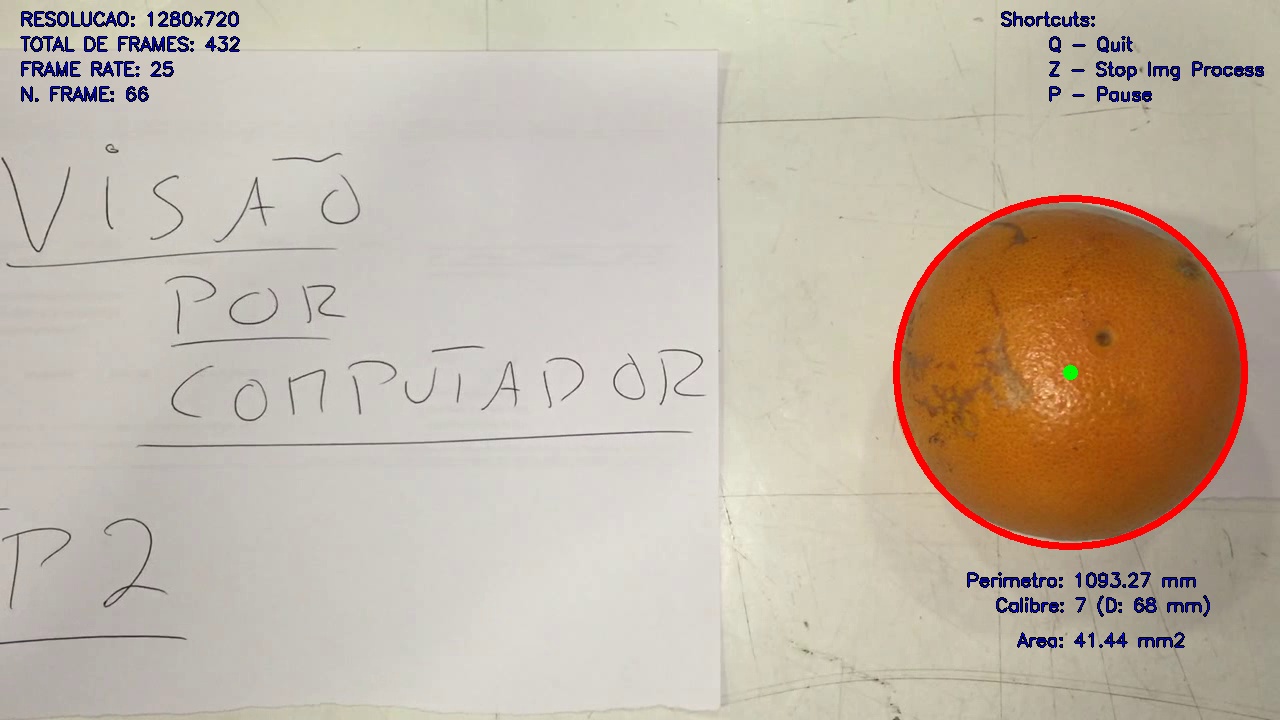 RESOLUCAO: 1280x720
TOTAL DE FRAMES: 432
FRAME RATE: 25
N. FRAME: 66
Shortcuts:
Q - Quit
Z - Stop Img Process
P - Pause
VISÃO
POR
COMPUTADOR
TP2
Perimetro: 1093.27 mm
Calibre: 7 (D: 68 mm)
Area: 41.44 mm2